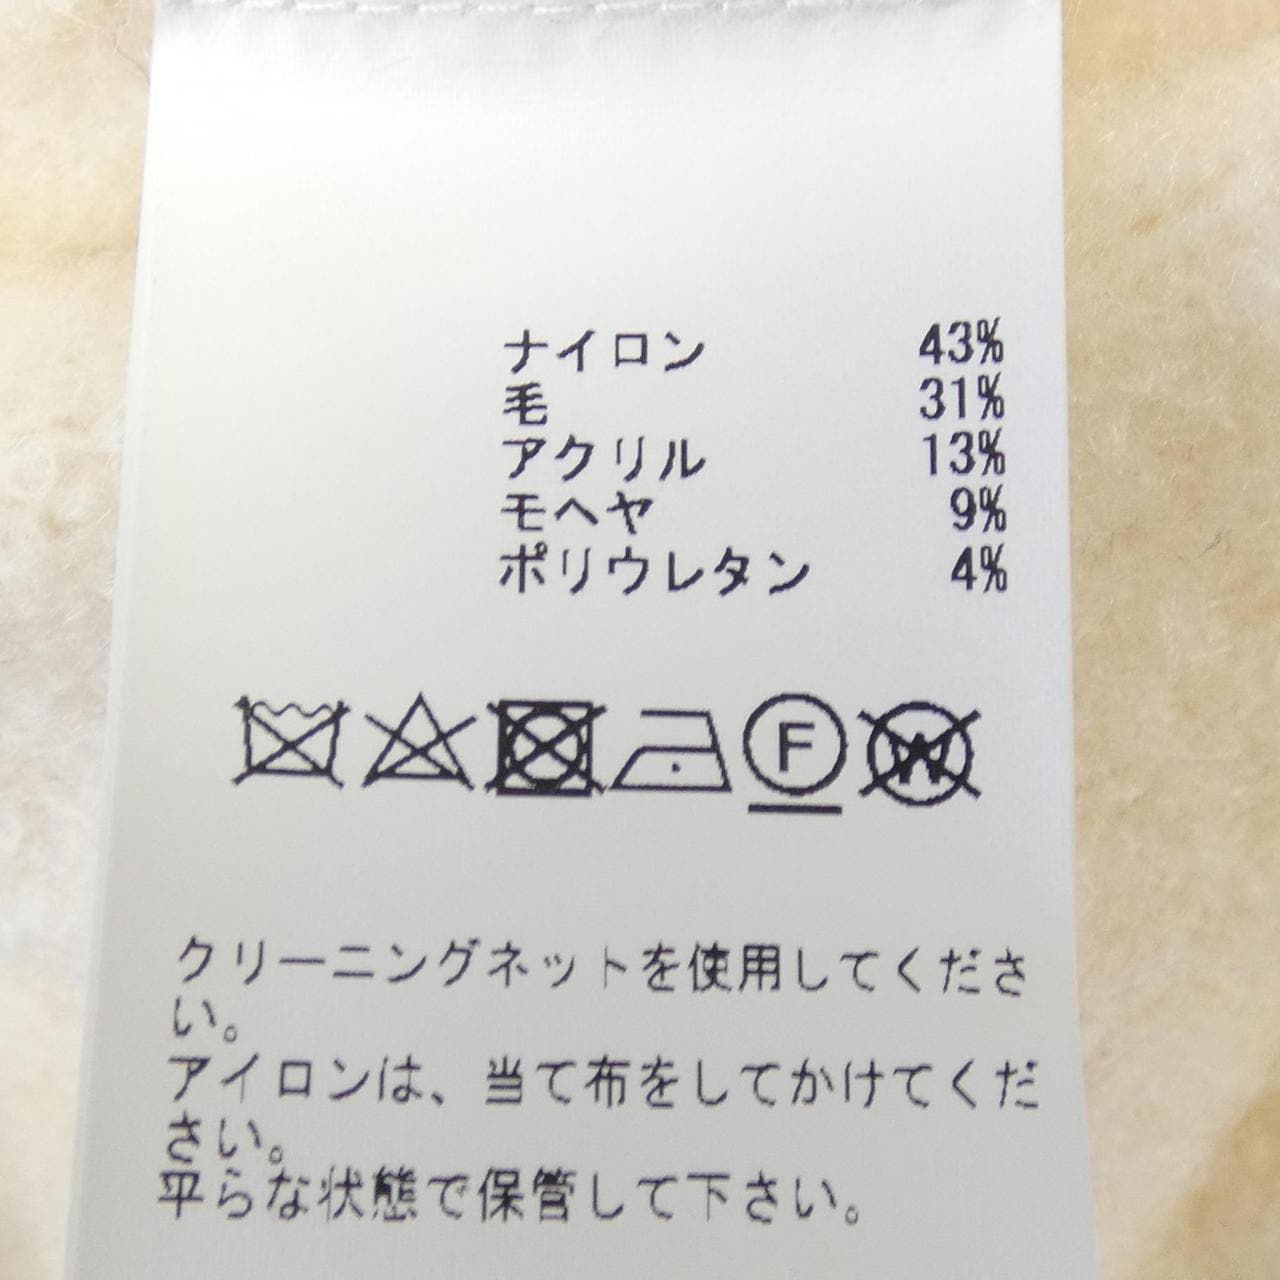 ナイロン 43%
毛 31%
アクリル 13%
モヘヤ 9%
ポリウレタン 4%
F W
クリーニングネットを使用してくださ
い。
アイロンは、当て布をしてかけてくだ
さい。
平らな状態で保管して下さい。